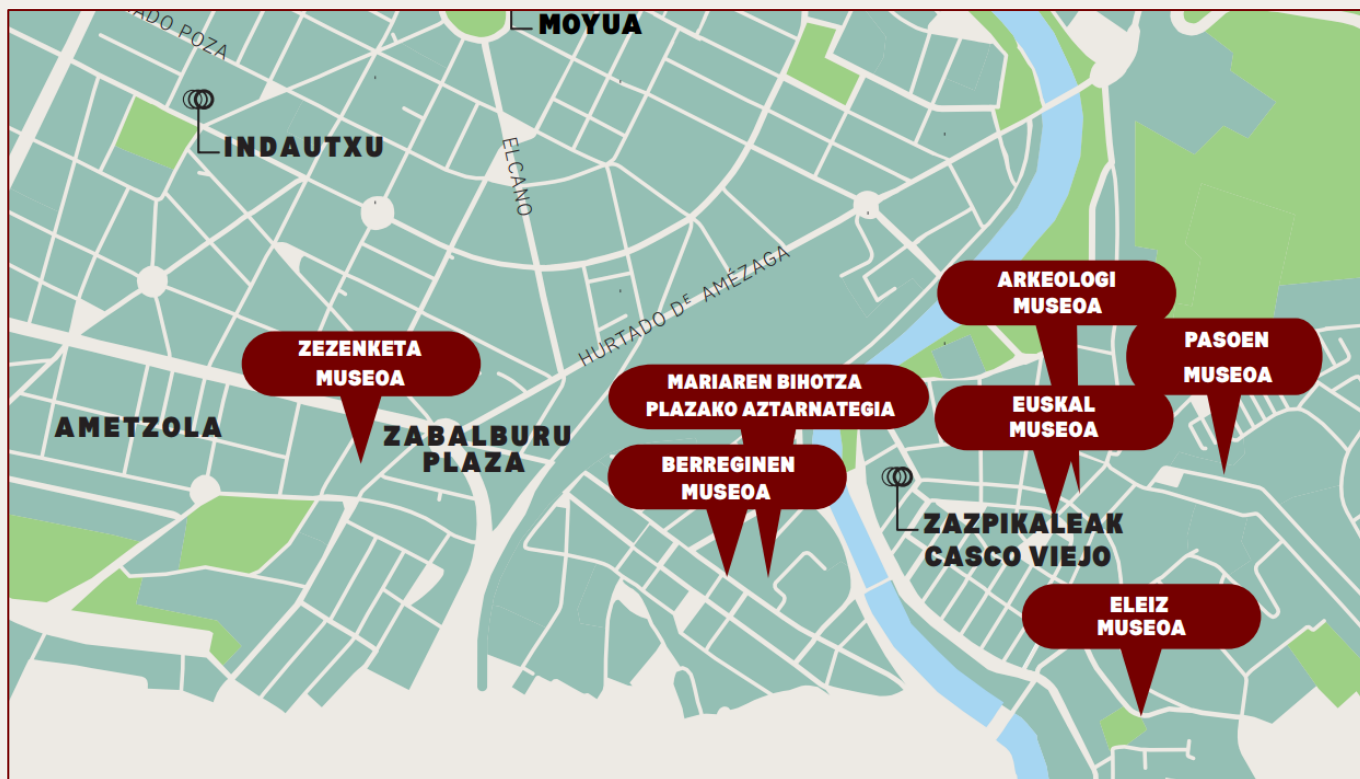 MOYUA
ADO POZA
INDAUTXU
ELCANO
HURTADO DE AMÉZAGA
ARKEOLOGI
MUSEOA
PASOEN
MUSEOA
ZEZENKETA
MUSEOA
MARIAREN BIHOTZA
PLAZAKO AZTARNATEGIA
EUSKAL
MUSEOA
AMETZOLA
ZABALBURU
PLAZA
BERREGINEN
MUSEOA
ZAZPIKALEAK
CASCO VIEJO
ELEIZ
MUSEOA